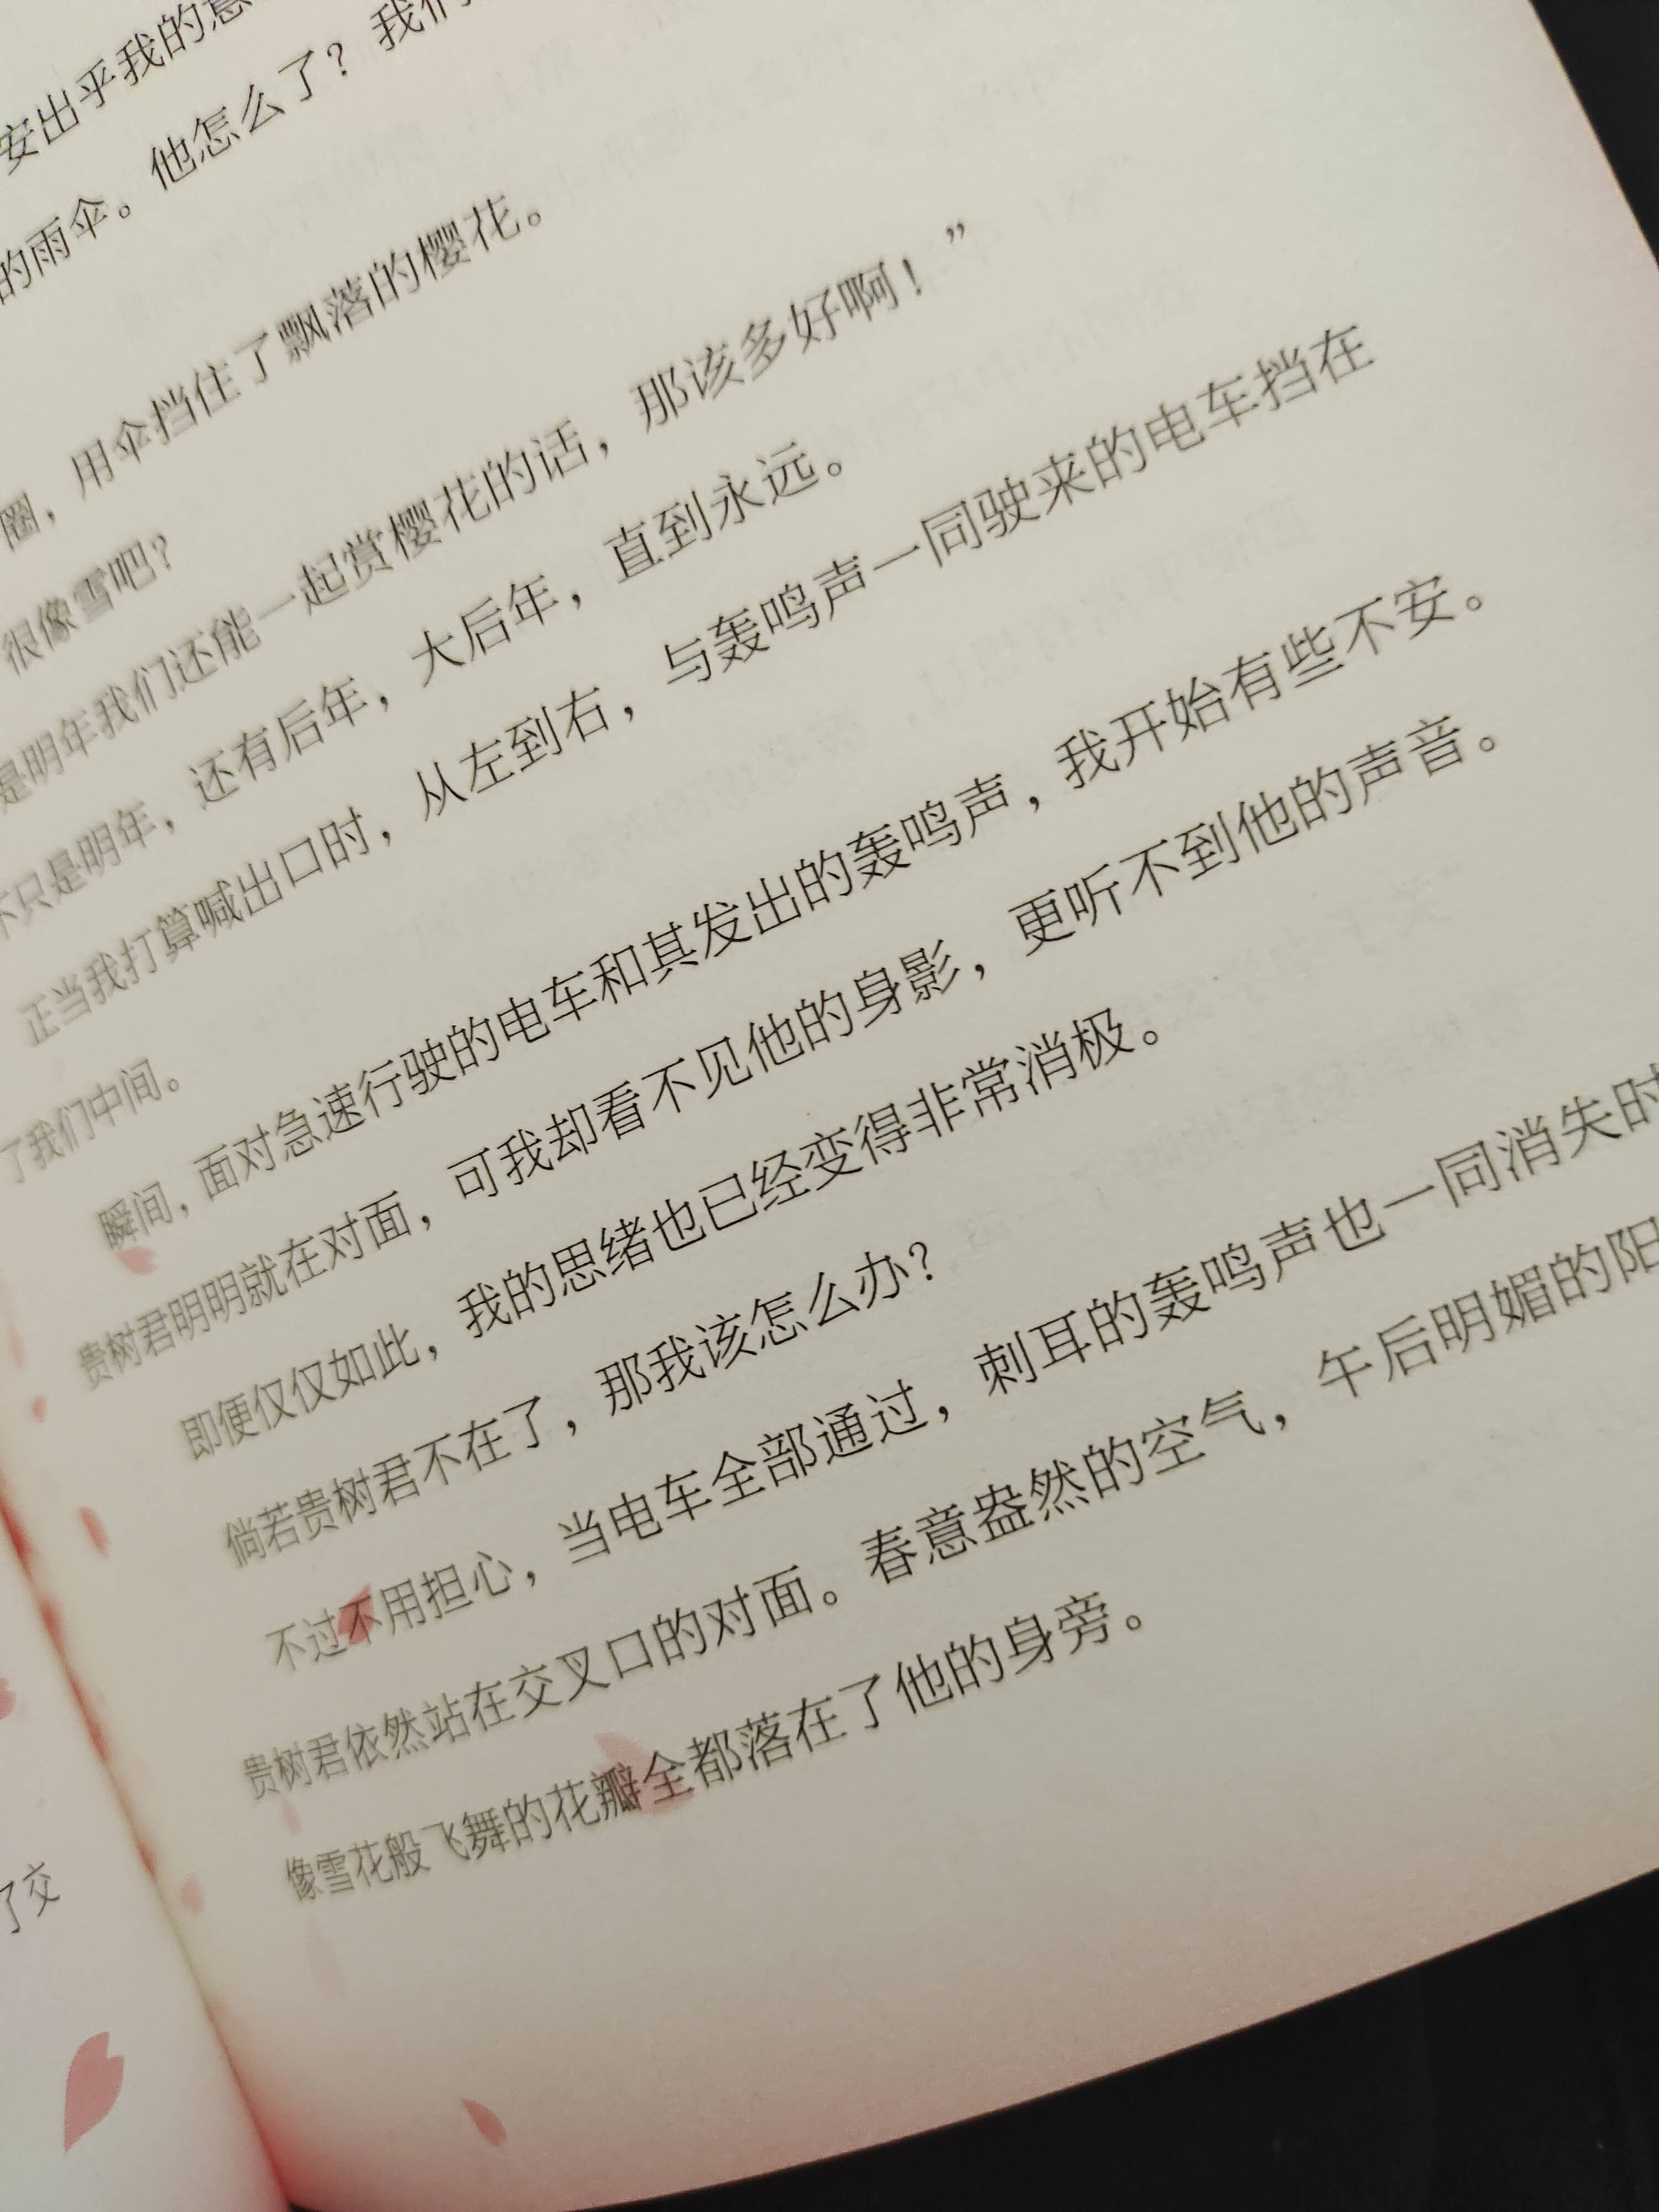 安出乎我的意
的雨伞。他怎么了？我们
圈，用伞挡住了飘落的樱花。
很像雪吧？
是明年我们还能一起赏樱花的话，那该多好啊！”
不只是明年，还有后年，大后年，直到永远。
正当我打算喊出口时，从左到右，与轰鸣声一同驶来的电车挡在
了我们中间。
瞬间，面对急速行驶的电车和其发出的轰鸣声，我开始有些不安。
贵树君明明就在对面，可我却看不见他的身影，更听不到他的声音。
即便仅仅如此，我的思绪也已经变得非常消极。
倘若贵树君不在了，那我该怎么办？
不过不用担心，当电车全部通过，刺耳的轰鸣声也一同消失时
贵树君依然站在交叉口的对面。春意盎然的空气，午后明媚的阳
像雪花般飞舞的花瓣全都落在了他的身旁。
了交